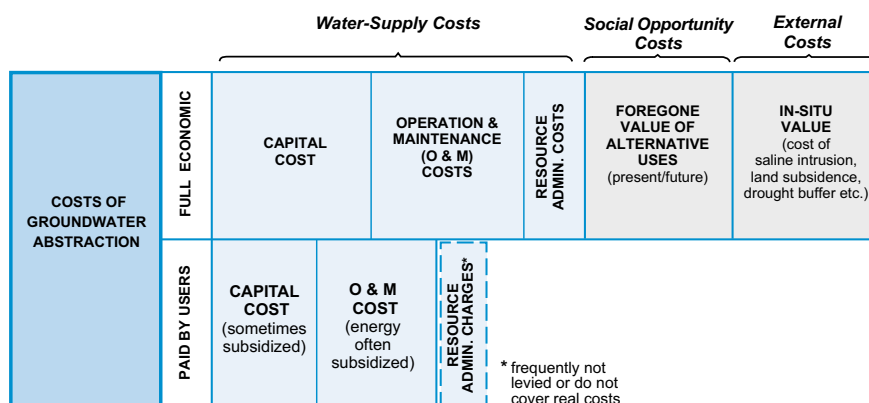 Water-Supply Costs
Social Opportunity
Costs
External
Costs
COSTS OF
GROUNDWATER
ABSTRACTION
FULL ECONOMIC
CAPITAL
COST
OPERATION &
MAINTENANCE
(O & M)
COSTS
RESOURCE
ADMIN. COSTS
FOREGONE
VALUE OF
ALTERNATIVE
USES
(present/future)
IN-SITU
VALUE
(cost of
saline intrusion,
land subsidence,
drought buffer etc.)
PAID BY USERS
CAPITAL
COST
(sometimes
subsidized)
O & M
COST
(energy
often
subsidized)
RESOURCE
ADMIN. CHARGES*
* frequently not
levied or do not
cover real costs